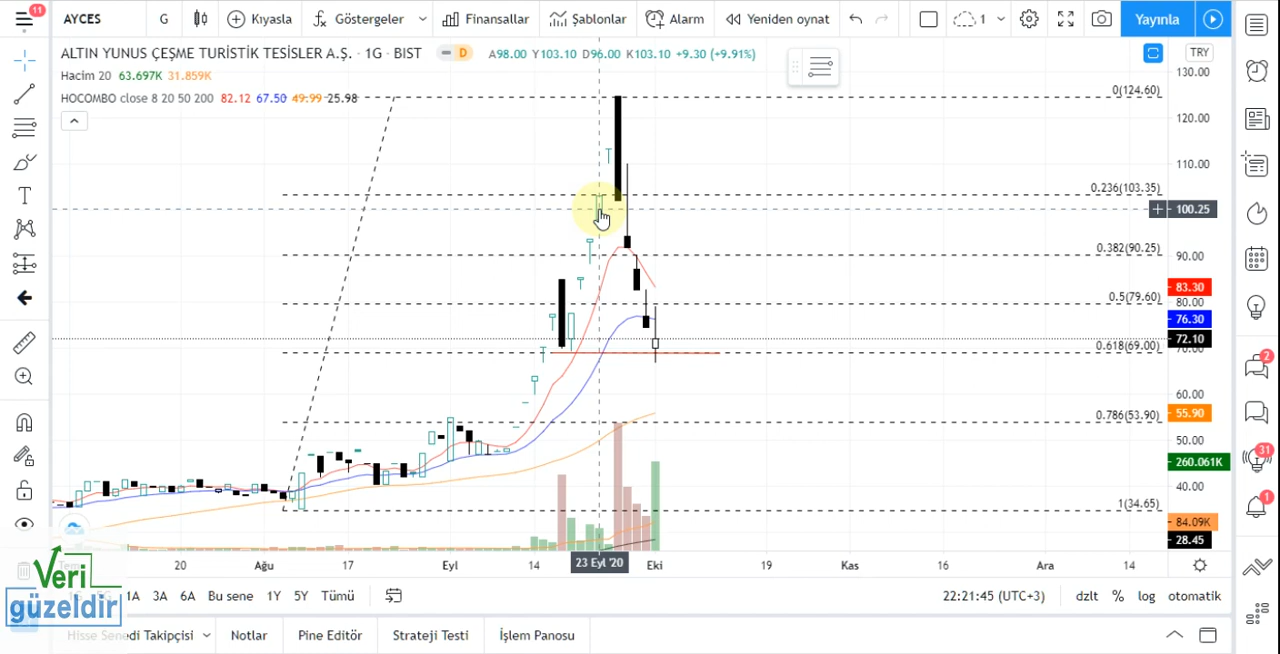 11
AYCES G Kıyasla Göstergeler Finansallar Şablonlar Alarm Yeniden oynat 1 Yayınla
ALTIN YUNUS ÇEŞME TURİSTİK TESİSLER A.Ş. · 1G · BIST D A98.00 Y103.10 D96.00 K103.10 +9.30 (+9.91%)
TRY
Hacim 20 63.697K 31.859K
HOCOMBO close 8 20 50 200 82.12 67.50 49.99 25.98
130.00
0(124.60)
120.00
110.00
0.236(103.35)
100.25
0.382(90.25)
90.00
83.30
0.5(79.60)
80.00
76.30
72.10
0.618(69.00)
70.00
60.00
0.786(53.90)
55.90
50.00
260.061K
40.00
1(34.65)
84.09K
28.45
2
31
1
20 Ağu 17 Eyl 14 23 Eyl '20 Eki 19 Kas 16 Ara 14
Veri
güzeldir
1A 3A 6A Bu sene 1Y 5Y Tümü 22:21:45 (UTC+3) dzlt % log otomatik
Hisse Senedi Takipçisi Notlar Pine Editör Strateji Testi İşlem Panosu